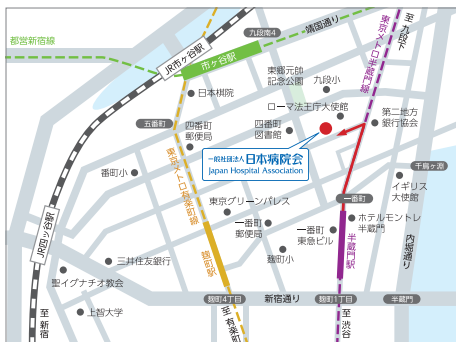 至 九段下
東京メトロ半蔵門線
靖国通り
九段南4
都営新宿線
JR市ヶ谷駅
市ヶ谷駅
東郷元帥
記念公園
九段小
日本棋院
ローマ法王庁大使館
第二地方
銀行協会
五番町
四番町
郵便局
四番町
図書館
一般社団法人 日本病院会
Japan Hospital Association
千鳥ヶ淵
番町小
東京メトロ有楽町線
イギリス
大使館
一番町
東京グリーンパレス
ホテルモントレ
半蔵門
一番町
郵便局
一番町
東急ビル
半蔵門駅
内堀通り
JR四ッ谷駅
麹町駅
麹町小
三井住友銀行
聖イグナチオ教会
麹町4丁目
新宿通り
麹町1丁目
半蔵門
至 新宿
上智大学
至 有楽町
至 渋谷